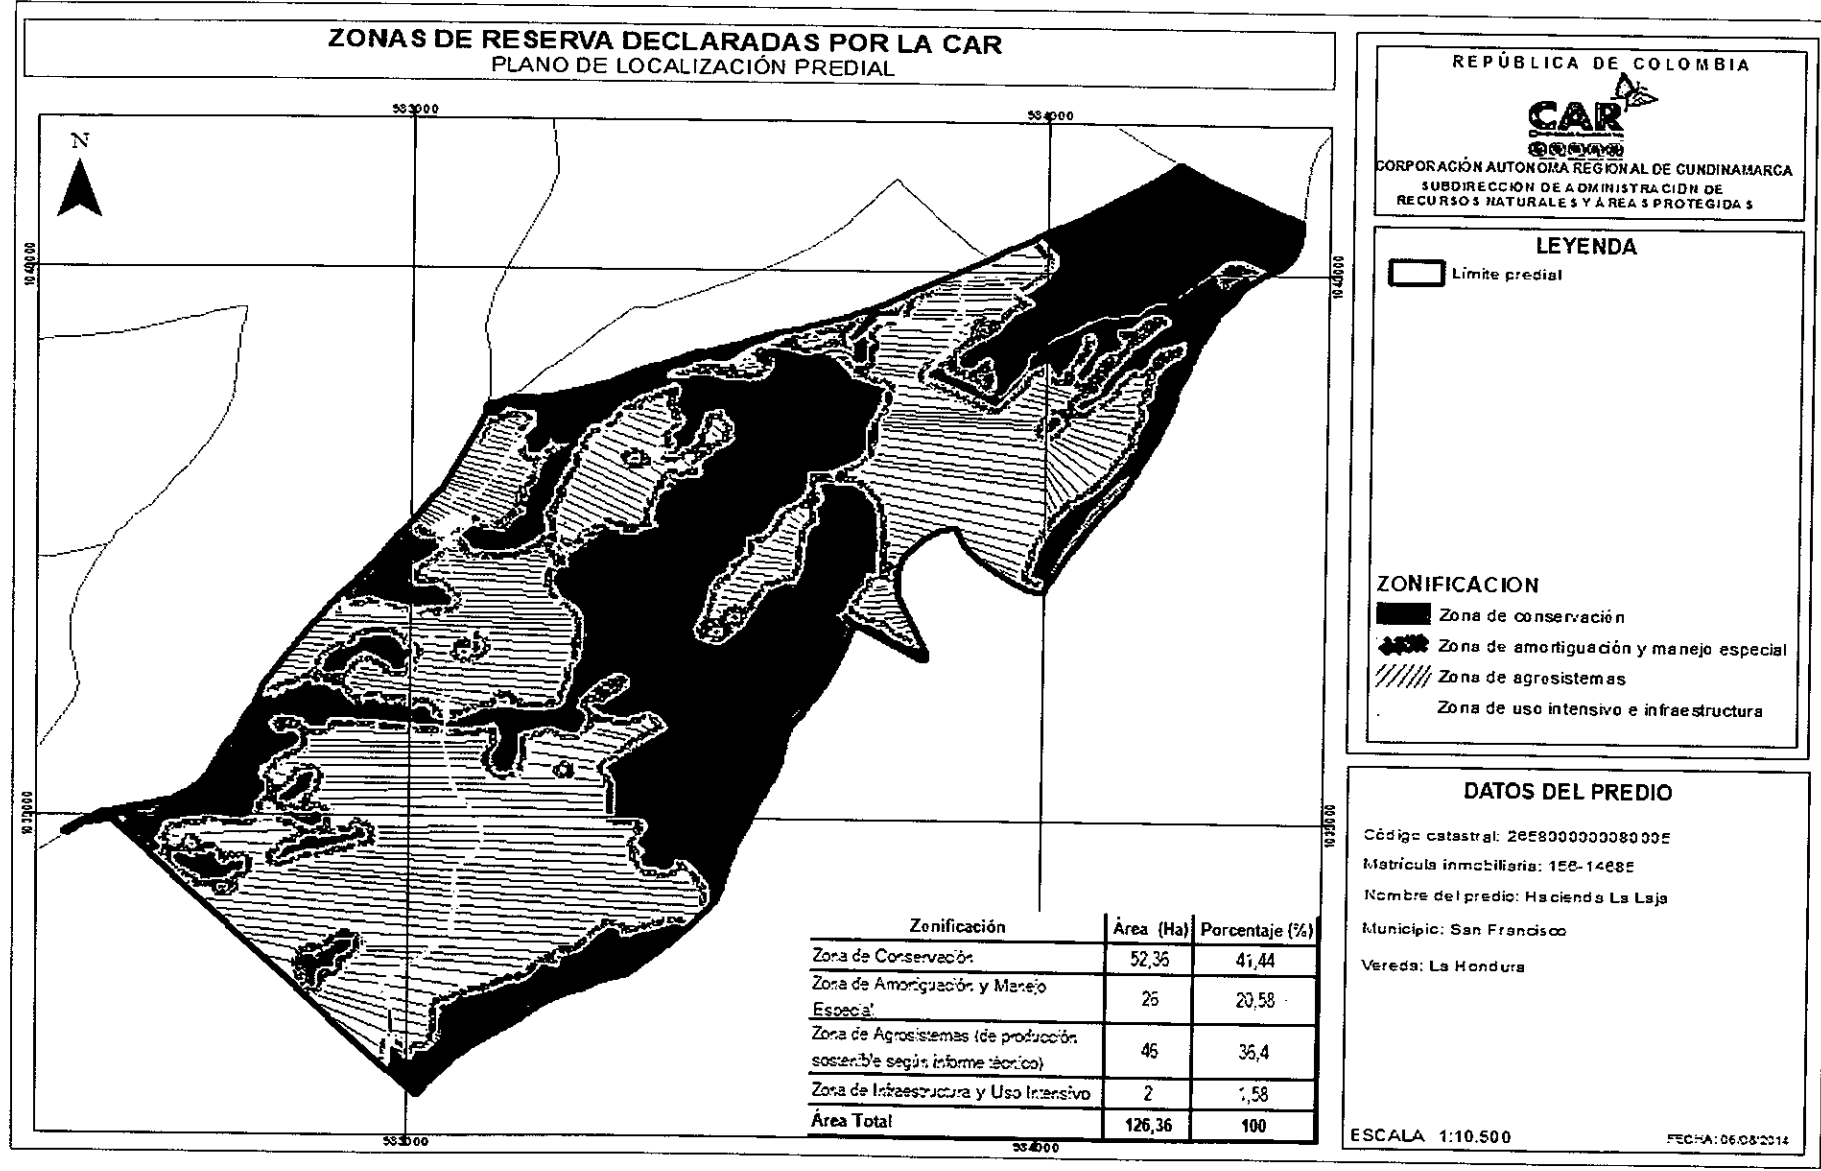 ZONAS DE RESERVA DECLARADAS POR LA CAR
PLANO DE LOCALIZACIÓN PREDIAL
N
583000
584000
1040000
1040000
1039000
583000
584000
REPÚBLICA DE COLOMBIA
CAR
CORPORACIÓN AUTONOMA REGIONAL DE CUNDINAMARCA
SUBDIRECCIÓN DE ADMINISTRACIÓN DE
RECURSOS NATURALES Y ÁREAS PROTEGIDAS
LEYENDA
Límite predial
ZONIFICACION
Zona de conservación
Zona de amortiguación y manejo especial
Zona de agrosistemas
Zona de uso intensivo e infraestructura
Zonificación Área (Ha) Porcentaje (%)
Zona de Conservación 52,36 41,44
Zona de Amortiguación y Manejo
Especial 26 20,58
Zona de Agrosistemas (de producción
sostenible según informe técnico) 46 36,4
Zona de Infraestructura y Uso Intensivo 2 1,58
Área Total 126,36 100
DATOS DEL PREDIO
Código catastral:
Matrícula inmobiliaria: 156-14685
Nombre del predio: Hacienda La Laja
Municipio: San Francisco
Vereda: La Hondura
ESCALA 1:10.500
FECHA: 06/08/2014